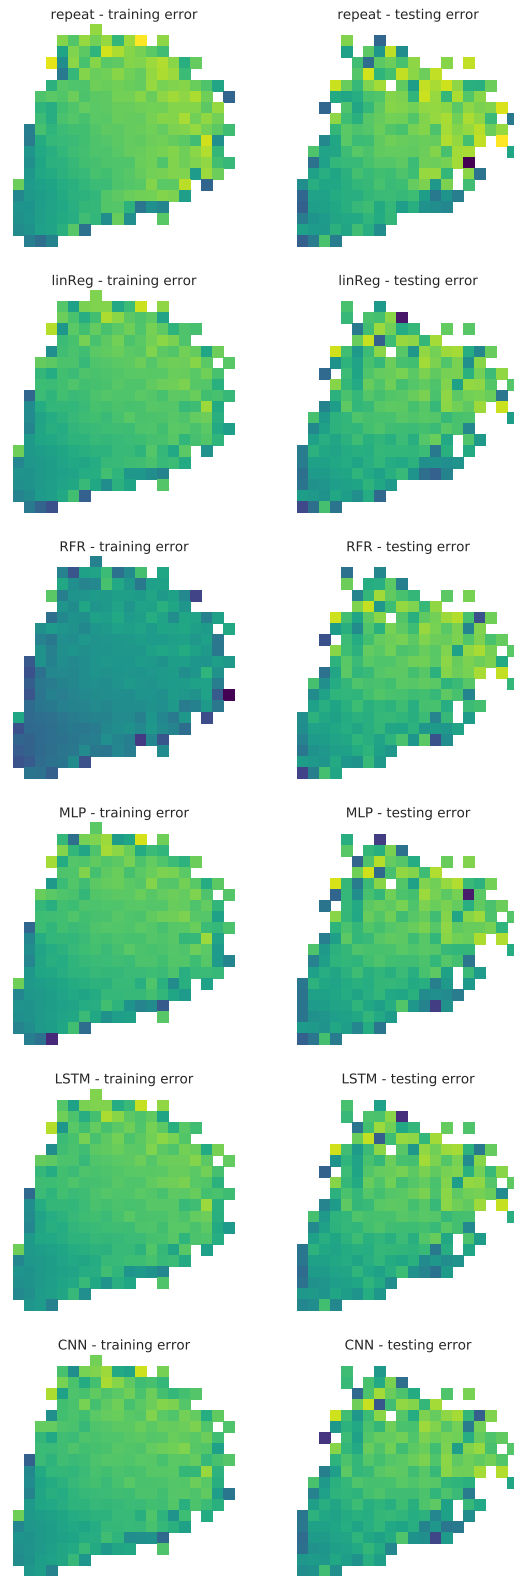 repeat - training error
repeat - testing error
linReg - training error
linReg - testing error
RFR - training error
RFR - testing error
MLP - training error
MLP - testing error
LSTM - training error
LSTM - testing error
CNN - training error
CNN - testing error